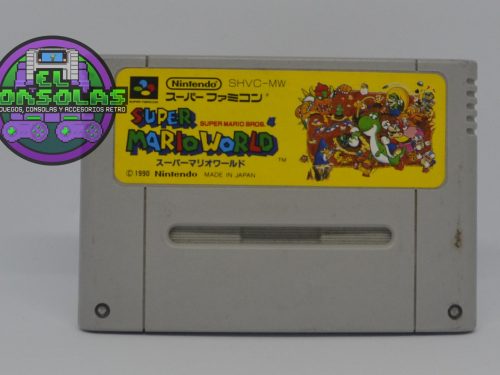 EL
CONSOLAS
JUEGOS, CONSOLAS Y ACCESORIOS RETRO
SUPER FAMICOM
Nintendo SHVC-MW
スーパーファミコン
SUPER MARIO BROS. 4
SUPER
MARIO WORLD
スーパーマリオワールド
TM
© 1990 Nintendo MADE IN JAPAN